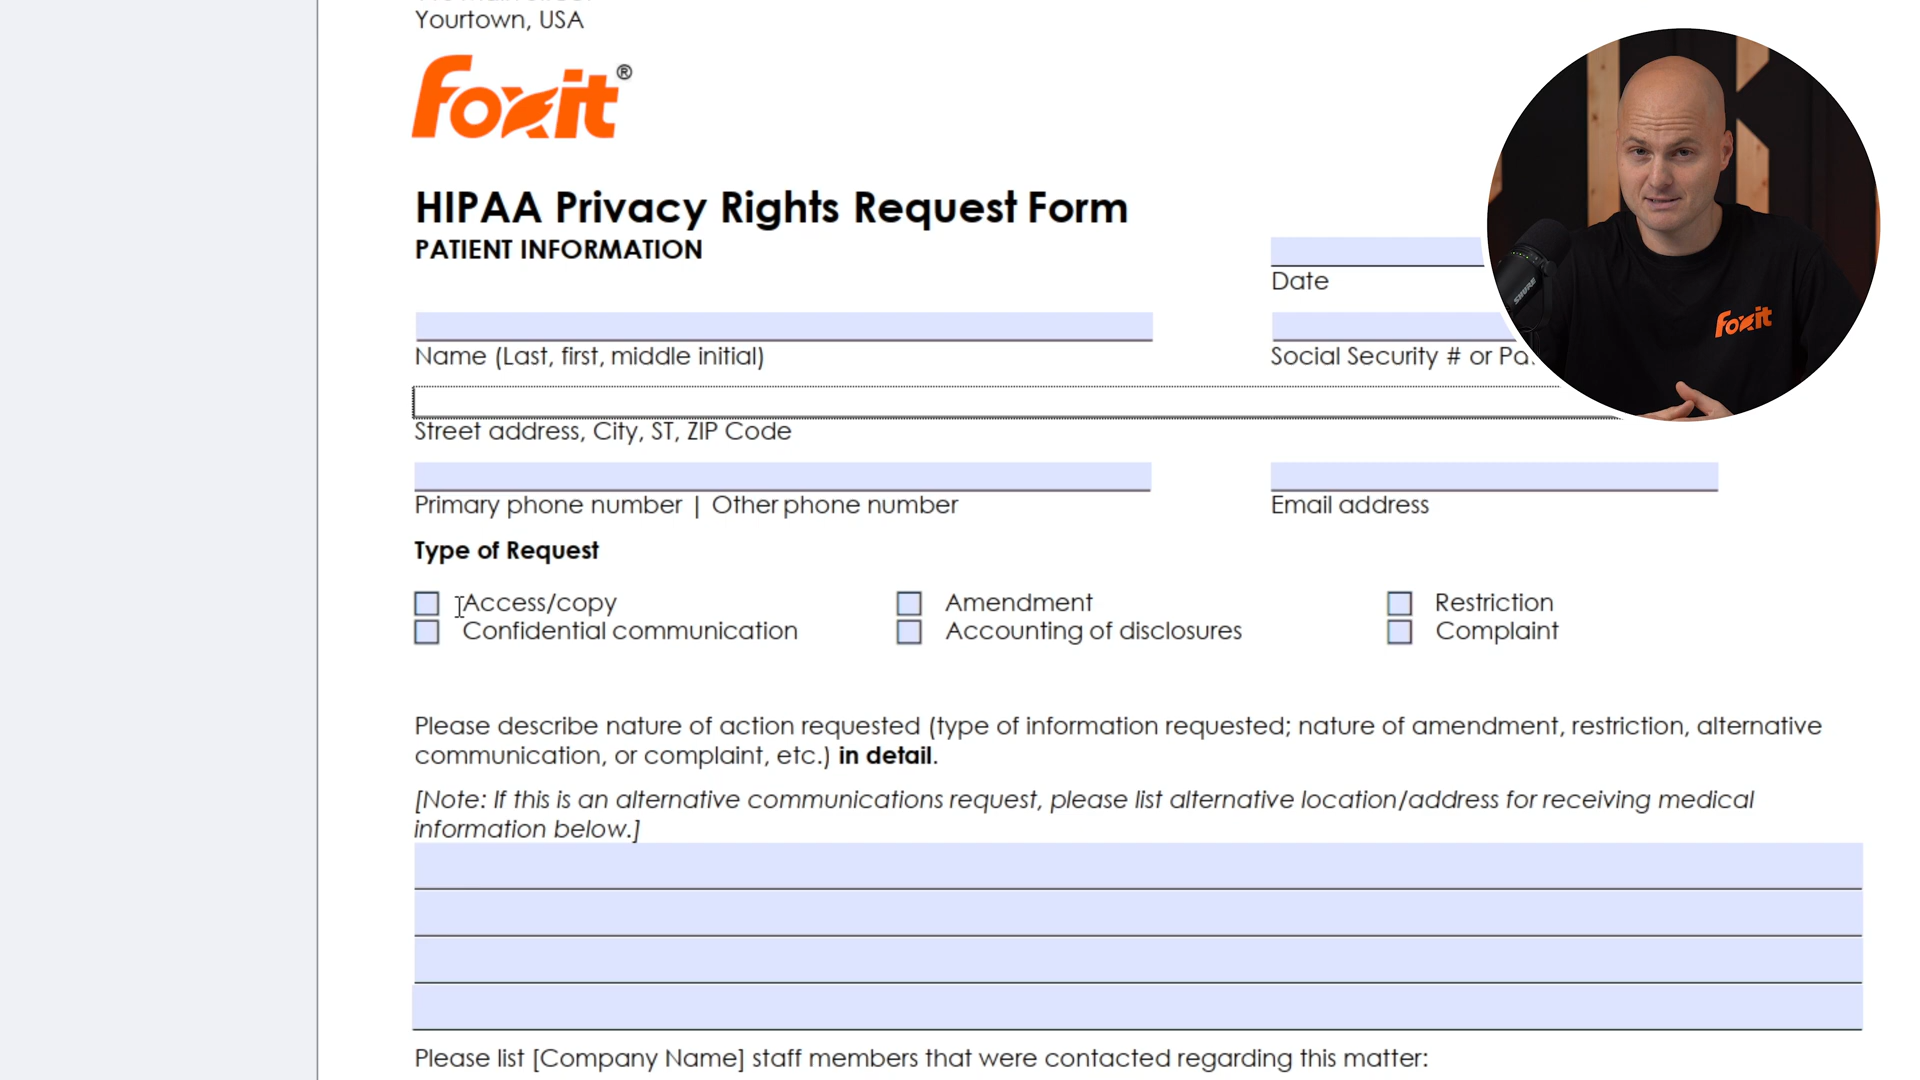 Yourtown, USA
foxit®
HIPAA Privacy Rights Request Form
PATIENT INFORMATION
Date
Name (Last, first, middle initial)
Social Security # or
Street address, City, ST, ZIP Code
Primary phone number | Other phone number
Email address
Type of Request
Access/copy
Amendment
Restriction
Confidential communication
Accounting of disclosures
Complaint
Please describe nature of action requested (type of information requested; nature of amendment, restriction, alternative
communication, or complaint, etc.) in detail.
[Note: If this is an alternative communications request, please list alternative location/address for receiving medical
information below.]
Please list [Company Name] staff members that were contacted regarding this matter:
SHURE
foxit